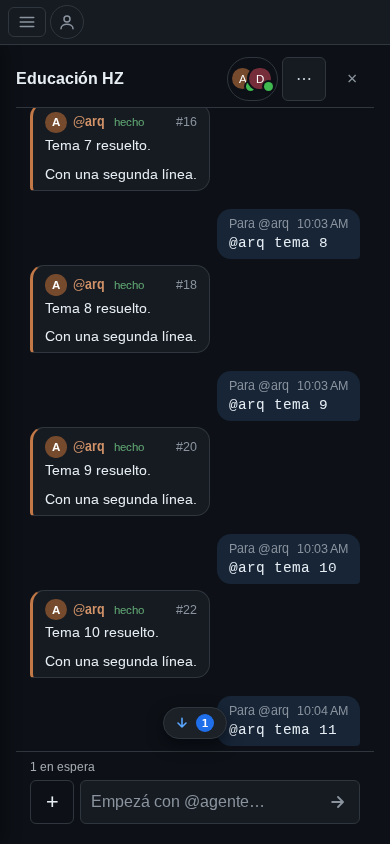 Educación HZ
A D ··· ×
A @arq hecho #16
Tema 7 resuelto.
Con una segunda línea.
Para @arq 10:03 AM
@arq tema 8
A @arq hecho #18
Tema 8 resuelto.
Con una segunda línea.
Para @arq 10:03 AM
@arq tema 9
A @arq hecho #20
Tema 9 resuelto.
Con una segunda línea.
Para @arq 10:03 AM
@arq tema 10
A @arq hecho #22
Tema 10 resuelto.
Con una segunda línea.
Para @arq 10:04 AM
@arq tema 11
1
1 en espera
+ Empezá con @agente…